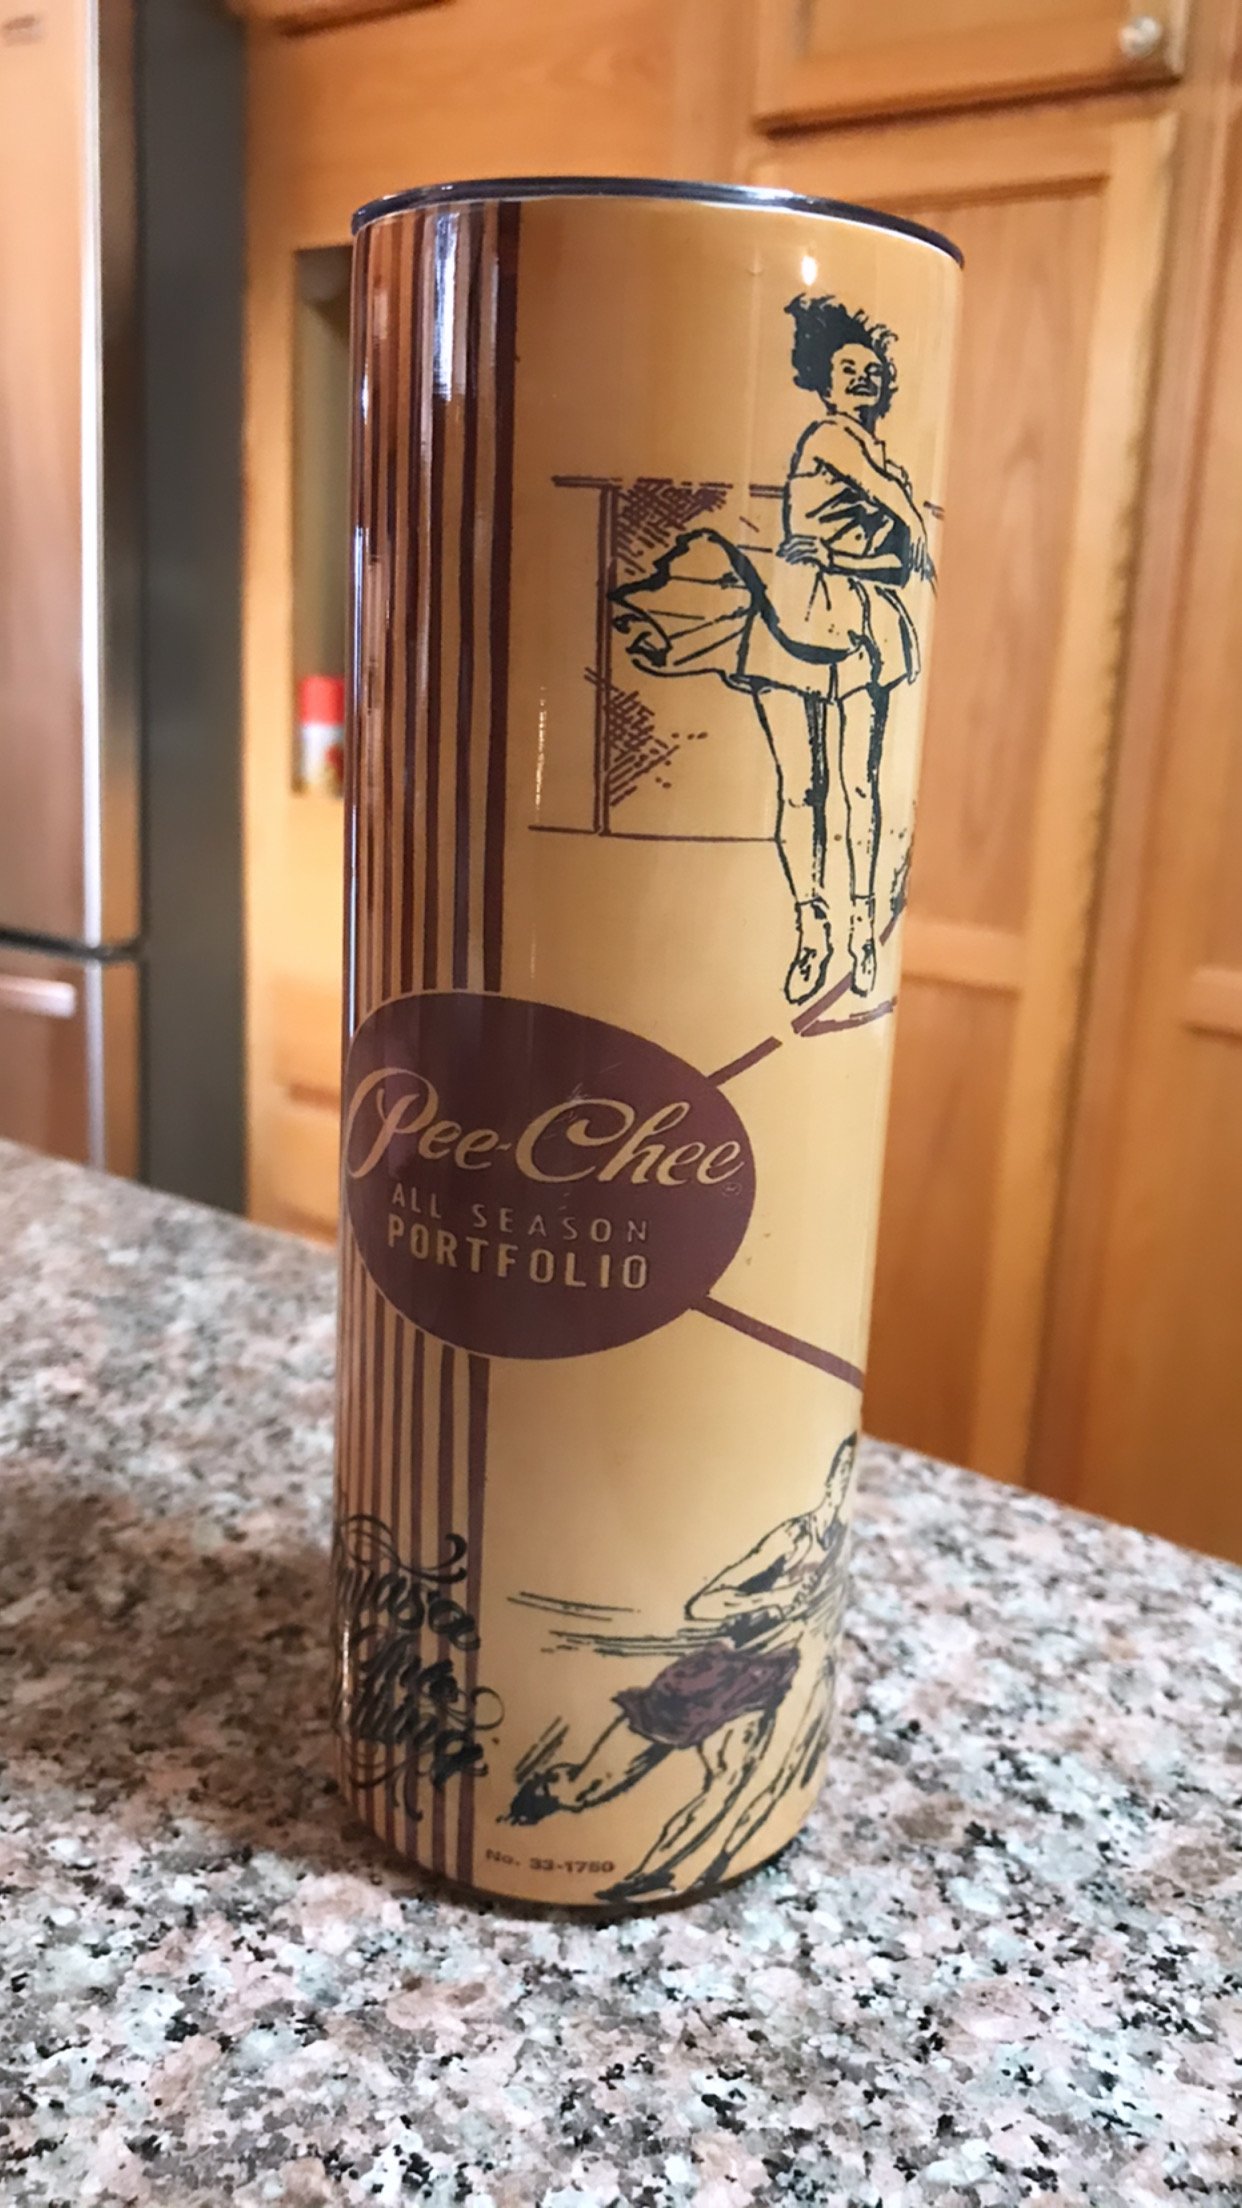 Pee-Chee
ALL SEASON
PORTFOLIO
No. 33-1750